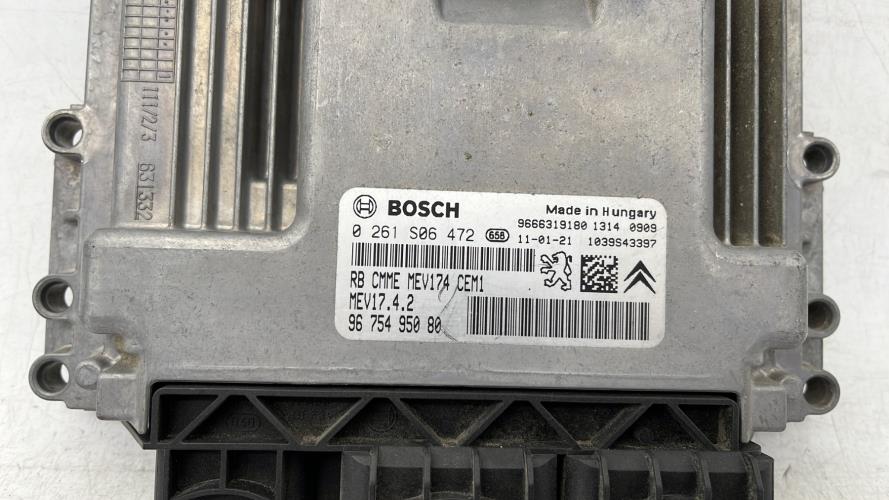 BOSCH
Made in Hungary
0 261 S06 472 658
9666319180 1314 0909
11-01-21 1039S43397
RB CMME MEV174 CEM1
MEV17.4.2
96 754 950 80
111/2/3 631332